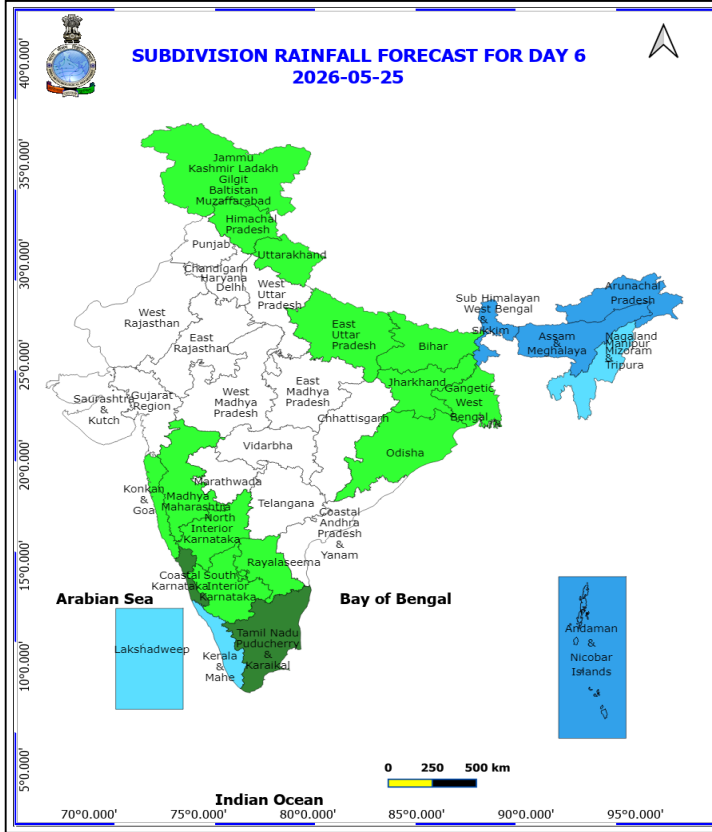 SUBDIVISION RAINFALL FORECAST FOR DAY 6
2026-05-25
40°0.000'
35°0.000'
30°0.000'
25°0.000'
20°0.000'
15°0.000'
10°0.000'
5°0.000'
Jammu
Kashmir Ladakh
Gilgit
Baltistan
Muzaffarabad
Himachal
Pradesh
Punjab
Uttarakhand
Chandigarh
Haryana
Delhi
West
Uttar
Pradesh
West
Rajasthan
East
Rajasthan
East
Uttar
Pradesh
Bihar
Sub Himalayan
West Bengal
&
Sikkim
Arunachal
Pradesh
Assam
&
Meghalaya
Nagaland
Manipur
Mizoram
&
Tripura
Saurashtra
&
Kutch
Gujarat
Region
West
Madhya
Pradesh
East
Madhya
Pradesh
Jharkhand
Gangetic
West
Bengal
Chhattisgarh
Odisha
Vidarbha
Marathwada
Konkan
&
Goa
Madhya
Maharashtra
North
Interior
Karnataka
Telangana
Coastal
Andhra
Pradesh
&
Yanam
Rayalaseema
Coastal
Karnataka
South
Interior
Karnataka
Arabian Sea
Bay of Bengal
Lakshadweep
Kerala
&
Mahe
Tamil Nadu
Puducherry
&
Karaikal
Andaman
&
Nicobar
Islands
0 250 500 km
Indian Ocean
70°0.000' 75°0.000' 80°0.000' 85°0.000' 90°0.000' 95°0.000'